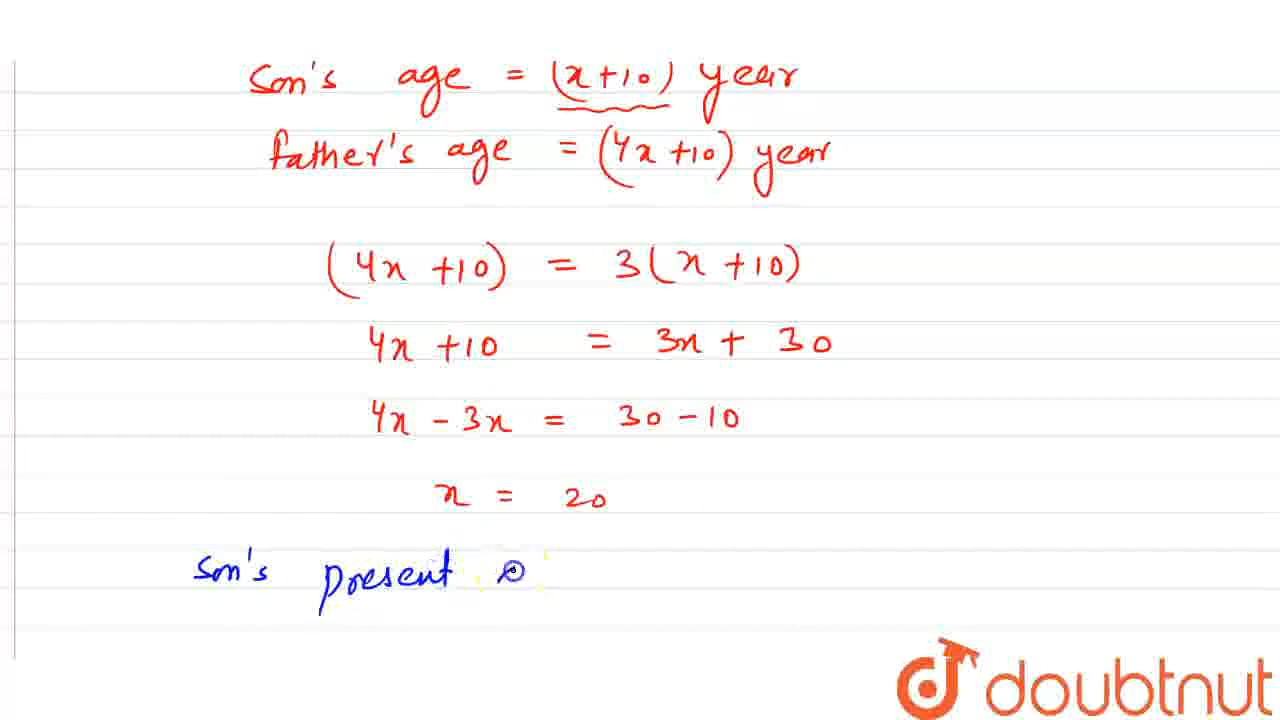 Son's age = (x+10) year
father's age = (4x+10) year
(4x +10) = 3(x +10)
4x +10 = 3x + 30
4x - 3x = 30-10
x = 20
Son's present
doubtnut